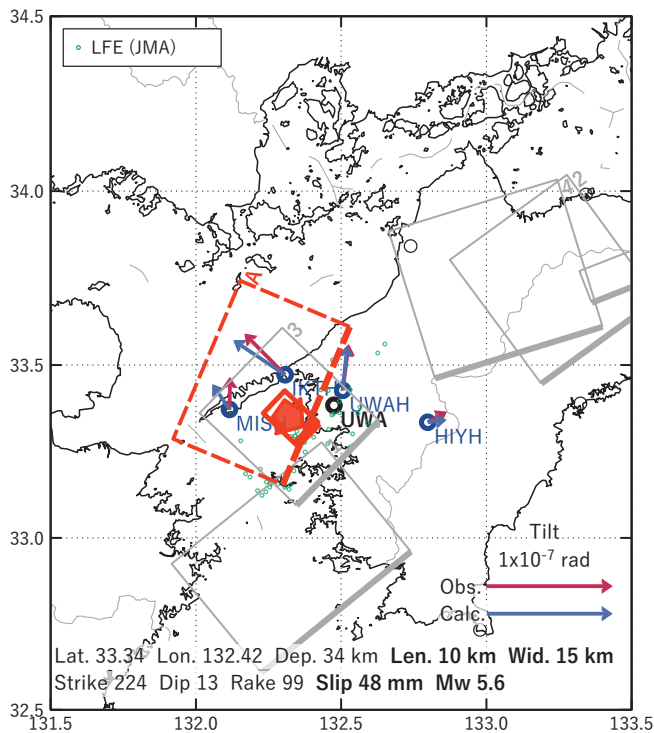 34.5
LFE (JMA)
42
34.0
A
3
33.5
IKT
UWAH
MIS
UWA
HIYH
33.0
Tilt
1x10-7 rad
Obs.
Calc.
Lat. 33.34 Lon. 132.42 Dep. 34 km Len. 10 km Wid. 15 km
Strike 224 Dip 13 Rake 99 Slip 48 mm Mw 5.6
32.5
131.5 132.0 132.5 133.0 133.5